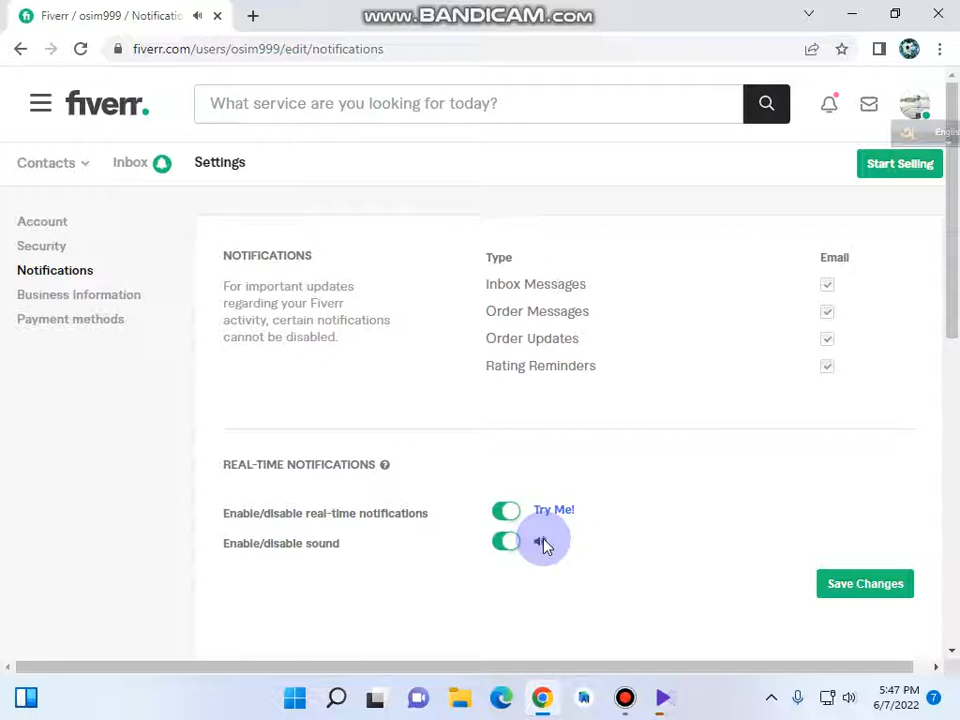 Fiverr / osim999 / Notificatio
www.BANDICAM.com
fiverr.com/users/osim999/edit/notifications
fiverr.
What service are you looking for today?
Englis
Contacts
Inbox
Settings
Start Selling
Account
Security
Notifications
Business Information
Payment methods
NOTIFICATIONS
For important updates
regarding your Fiverr
activity, certain notifications
cannot be disabled.
Type
Email
Inbox Messages
Order Messages
Order Updates
Rating Reminders
REAL-TIME NOTIFICATIONS
Enable/disable real-time notifications
Try Me!
Enable/disable sound
Save Changes
5:47 PM
6/7/2022
7